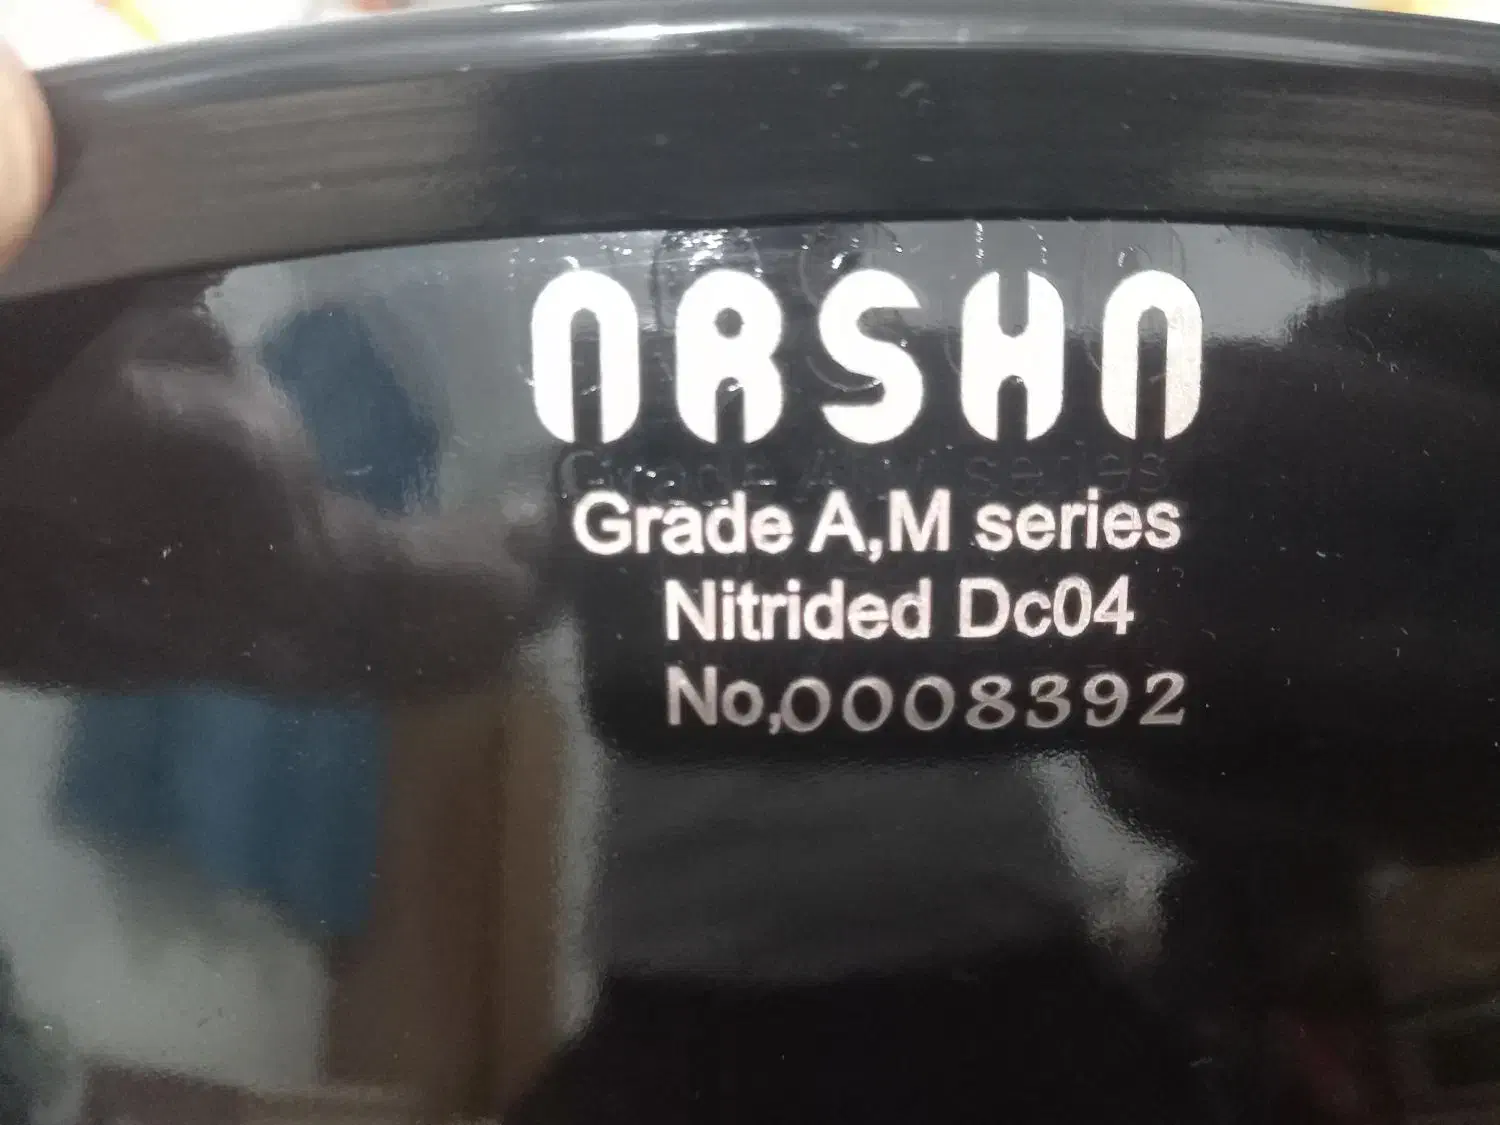 ARSHA
Grade A,M series
Nitrided Dc04
No,0008392